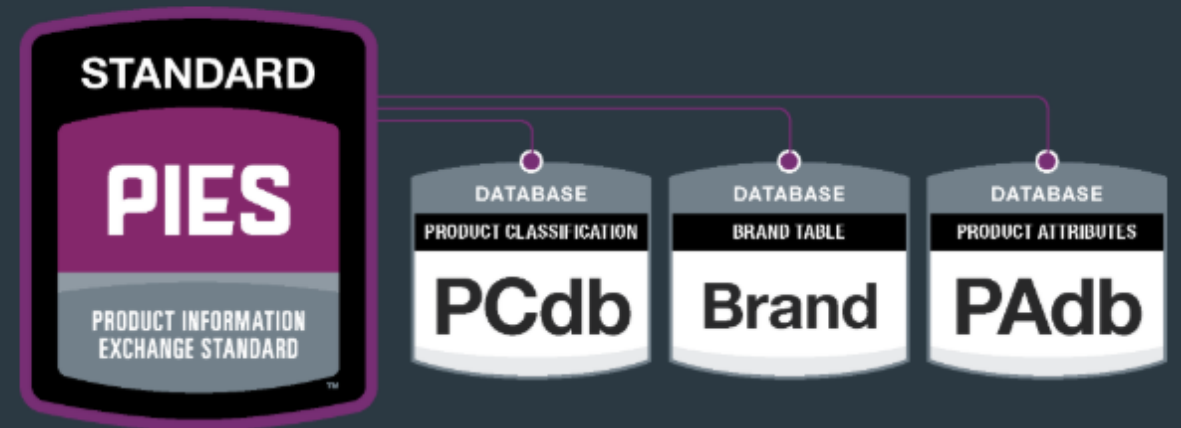 STANDARD
PIES
PRODUCT INFORMATION
EXCHANGE STANDARD
™
DATABASE
PRODUCT CLASSIFICATION
PCdb
DATABASE
BRAND TABLE
Brand
DATABASE
PRODUCT ATTRIBUTES
PAdb